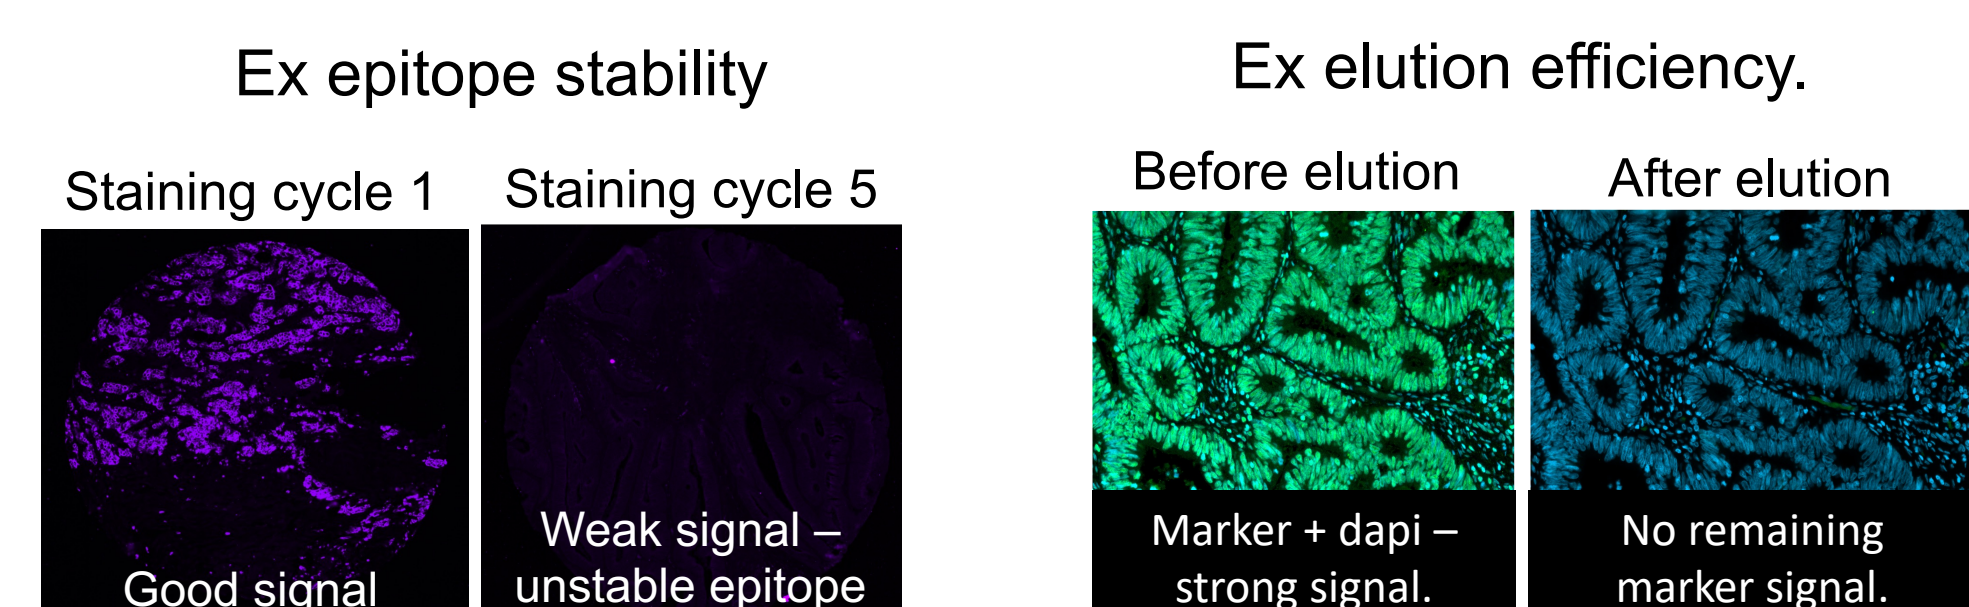 Ex epitope stability
Staining cycle 1
Staining cycle 5
Good signal
Weak signal –
unstable epitope
Ex elution efficiency.
Before elution
After elution
Marker + dapi –
strong signal.
No remaining
marker signal.